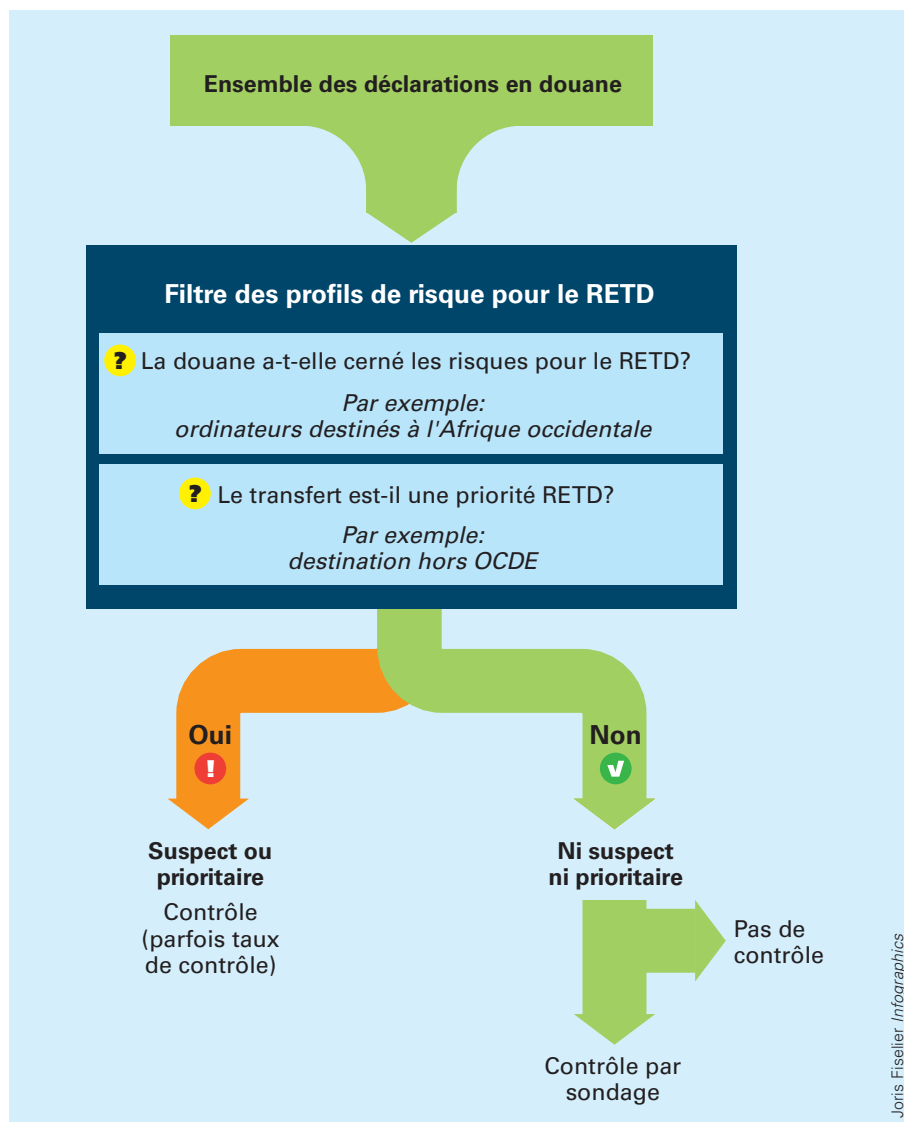 Ensemble des déclarations en douane
Filtre des profils de risque pour le RETD
? La douane a-t-elle cerné les risques pour le RETD?
Par exemple:
ordinateurs destinés à l'Afrique occidentale
? Le transfert est-il une priorité RETD?
Par exemple:
destination hors OCDE
Oui
!
Suspect ou
prioritaire
Contrôle
(parfois taux
de contrôle)
Non
√
Ni suspect
ni prioritaire
Pas de
contrôle
Contrôle par
sondage
Joris Fiselier Infographics